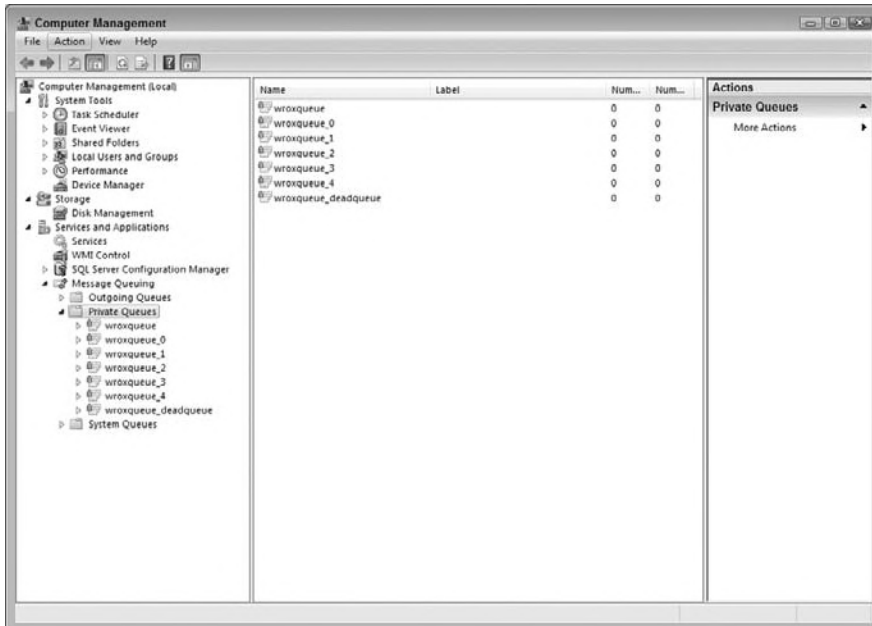 Computer Management
File Action View Help
Computer Management (Local)
System Tools
Task Scheduler
Event Viewer
Shared Folders
Local Users and Groups
Performance
Device Manager
Storage
Disk Management
Services and Applications
Services
WMI Control
SQL Server Configuration Manager
Message Queuing
Outgoing Queues
Private Queues
wroxqueue
wroxqueue_0
wroxqueue_1
wroxqueue_2
wroxqueue_3
wroxqueue_4
wroxqueue_deadqueue
System Queues
Name Label Num... Num...
wroxqueue 0 0
wroxqueue_0 0 0
wroxqueue_1 0 0
wroxqueue_2 0 0
wroxqueue_3 0 0
wroxqueue_4 0 0
wroxqueue_deadqueue 0 0
Actions
Private Queues
More Actions